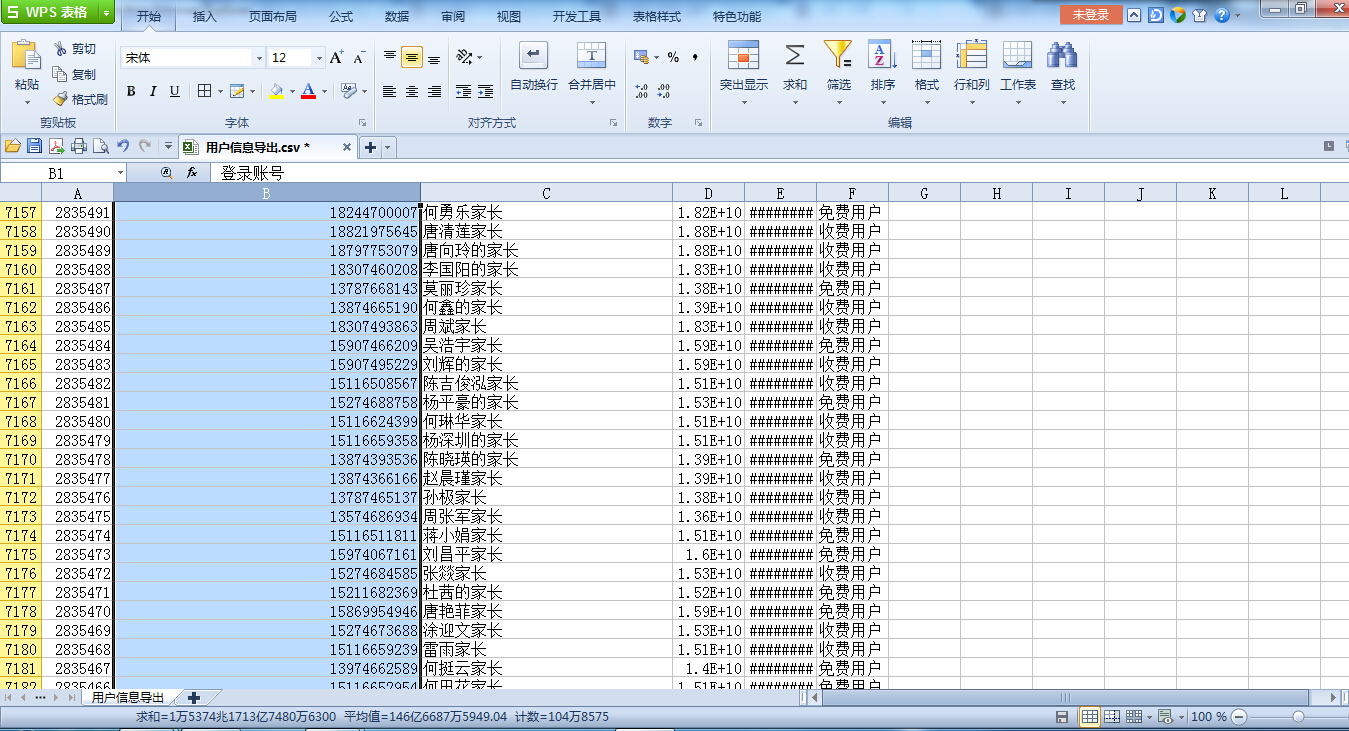 WPS 表格 开始 插入 页面布局 公式 数据 审阅 视图 开发工具 表格样式 特色功能 未登录
剪切
粘贴 复制
格式刷
剪贴板
宋体 12
B I U
字体
自动换行 合并居中
对齐方式
数字
突出显示 求和 筛选 排序 格式 行和列 工作表 查找
编辑
用户信息导出.csv *
B1 fx 登录账号
A B C D E F G H I J K L
7157 2835491 18244700007 何勇乐家长 1.82E+10 ######## 免费用户
7158 2835490 18821975645 唐清莲家长 1.88E+10 ######## 收费用户
7159 2835489 18797753079 唐向玲的家长 1.88E+10 ######## 收费用户
7160 2835488 18307460208 李国阳的家长 1.83E+10 ######## 收费用户
7161 2835487 13787668143 莫丽珍家长 1.38E+10 ######## 免费用户
7162 2835486 13874665190 何鑫的家长 1.39E+10 ######## 收费用户
7163 2835485 18307493863 周斌家长 1.83E+10 ######## 收费用户
7164 2835484 15907466209 吴浩宇家长 1.59E+10 ######## 免费用户
7165 2835483 15907495229 刘辉的家长 1.59E+10 ######## 收费用户
7166 2835482 15116508567 陈吉俊泓家长 1.51E+10 ######## 收费用户
7167 2835481 15274688758 杨平豪的家长 1.53E+10 ######## 免费用户
7168 2835480 15116624399 何琳华家长 1.51E+10 ######## 收费用户
7169 2835479 15116659358 杨深圳的家长 1.51E+10 ######## 收费用户
7170 2835478 13874393536 陈晓瑛的家长 1.39E+10 ######## 免费用户
7171 2835477 13874366166 赵晨瑾家长 1.39E+10 ######## 收费用户
7172 2835476 13787465137 孙极家长 1.38E+10 ######## 收费用户
7173 2835475 13574686934 周张军家长 1.36E+10 ######## 收费用户
7174 2835474 15116511811 蒋小娟家长 1.51E+10 ######## 免费用户
7175 2835473 15974067161 刘昌平家长 1.6E+10 ######## 免费用户
7176 2835472 15274684585 张燚家长 1.53E+10 ######## 收费用户
7177 2835471 15211682369 杜茜的家长 1.52E+10 ######## 免费用户
7178 2835470 15869954946 唐艳菲家长 1.59E+10 ######## 免费用户
7179 2835469 15274673688 徐迎文家长 1.53E+10 ######## 收费用户
7180 2835468 15116659239 雷雨家长 1.51E+10 ######## 收费用户
7181 2835467 13974662589 何挺云家长 1.4E+10 ######## 免费用户
7182 2835466 15116652954 何田花家长 1.51E+10 ######## 免费用户
用户信息导出
求和=1万5374兆1713亿7480万6300 平均值=146亿6687万5949.04 计数=104万8575 100 %